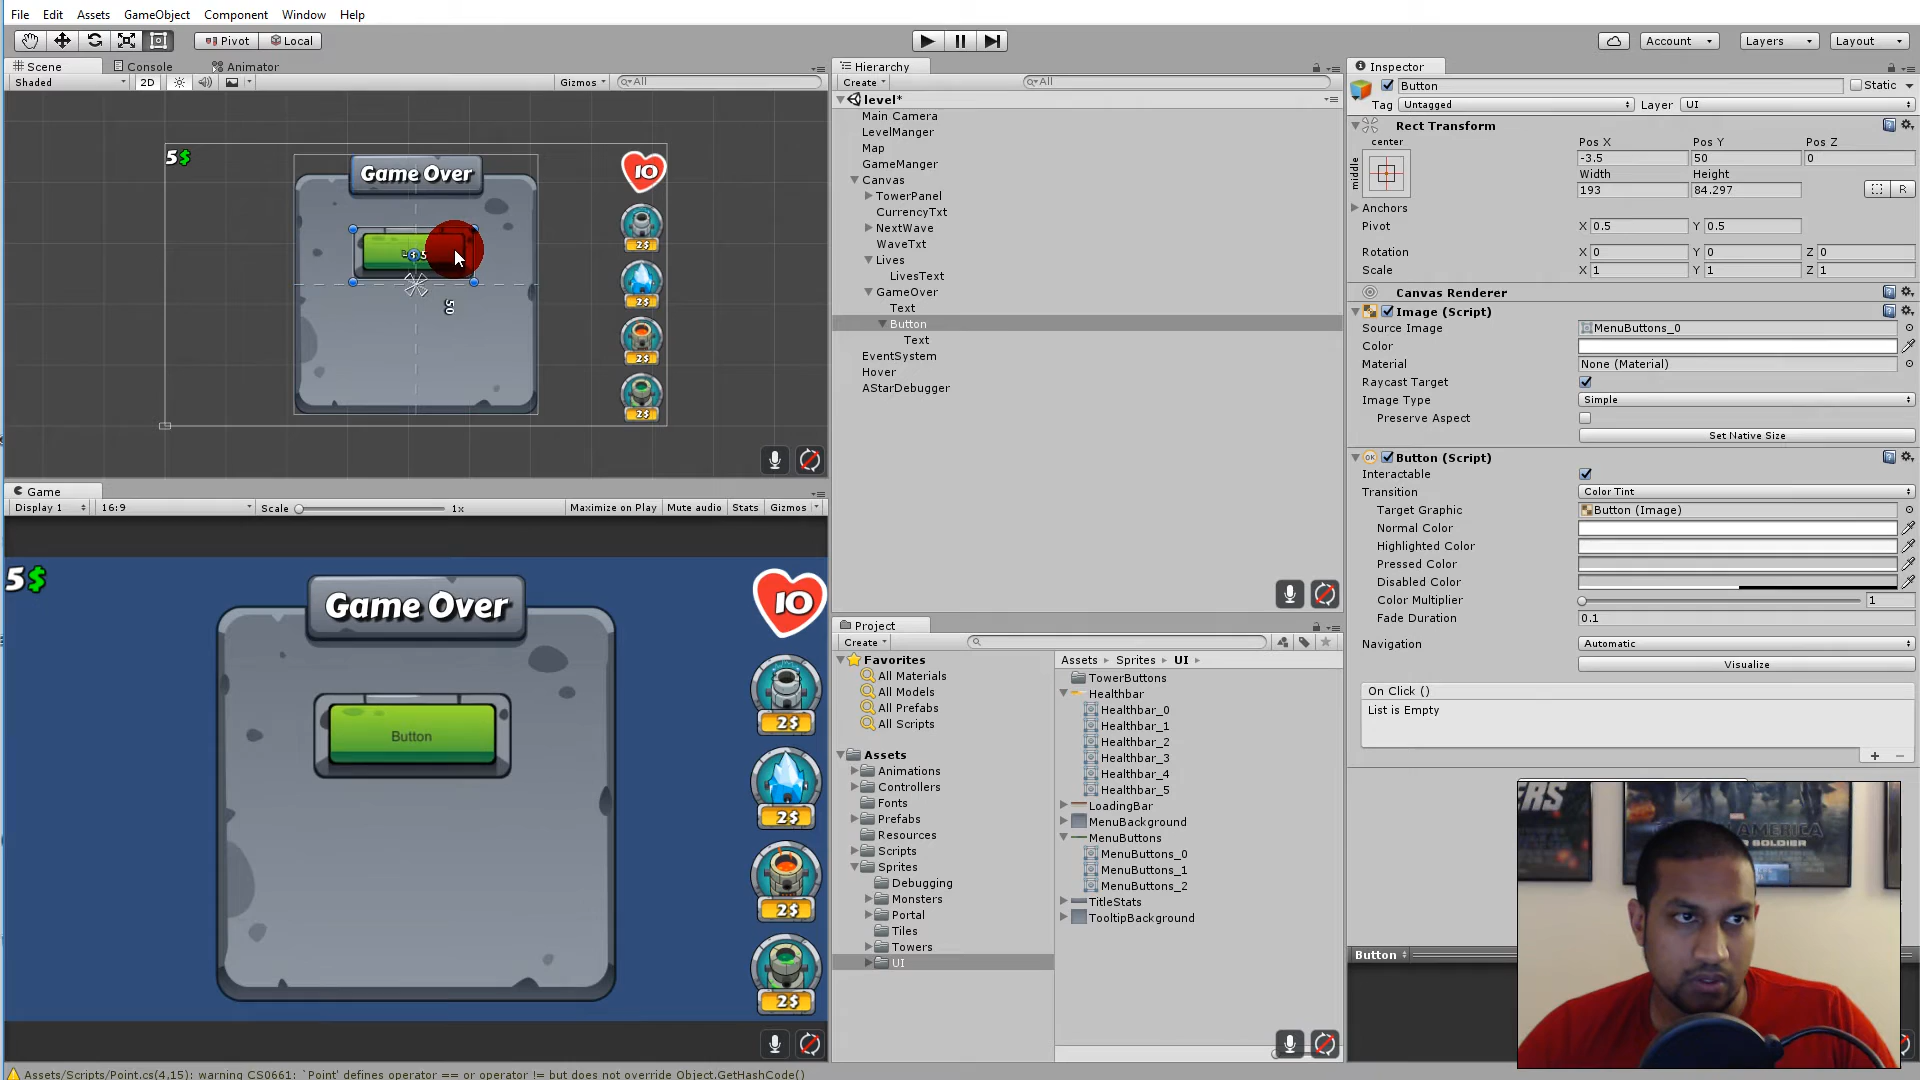 File Edit Assets GameObject Component Window Help
Pivot Local Account Layers Layout
Scene Console Animator
Shaded 2D Gizmos All
5$
Game Over
10
2$
2$
2$
2$
50
Game
Display 1 16:9 Scale 1x Maximize on Play Mute audio Stats Gizmos
5$
Game Over
10
Button
2$
2$
2$
2$
Hierarchy
Create All
level*
Main Camera
LevelManger
Map
GameManger
Canvas
TowerPanel
CurrencyTxt
NextWave
WaveTxt
Lives
LivesText
GameOver
Text
Button
Text
EventSystem
Hover
AStarDebugger
Project
Create
Favorites
All Materials
All Models
All Prefabs
All Scripts
Assets
Animations
Controllers
Fonts
Prefabs
Resources
Scripts
Sprites
Debugging
Monsters
Portal
Tiles
Towers
UI
Assets Sprites UI
TowerButtons
Healthbar
Healthbar_0
Healthbar_1
Healthbar_2
Healthbar_3
Healthbar_4
Healthbar_5
LoadingBar
MenuBackground
MenuButtons
MenuButtons_0
MenuButtons_1
MenuButtons_2
TitleStats
TooltipBackground
Inspector
Button Static
Tag Untagged Layer UI
Rect Transform
center
middle
Pos X Pos Y Pos Z
-3.5 50 0
Width Height
193 84.297 R
Anchors
Pivot X 0.5 Y 0.5
Rotation X 0 Y 0 Z 0
Scale X 1 Y 1 Z 1
Canvas Renderer
Image (Script)
Source Image MenuButtons_0
Color
Material None (Material)
Raycast Target
Image Type Simple
Preserve Aspect
Set Native Size
Button (Script)
Interactable
Transition Color Tint
Target Graphic Button (Image)
Normal Color
Highlighted Color
Pressed Color
Disabled Color
Color Multiplier 1
Fade Duration 0.1
Navigation Automatic
Visualize
On Click ()
List is Empty
Button
Assets/Scripts/Point.cs(4,15): warning CS0661: `Point' defines operator == or operator != but does not override Object.GetHashCode()